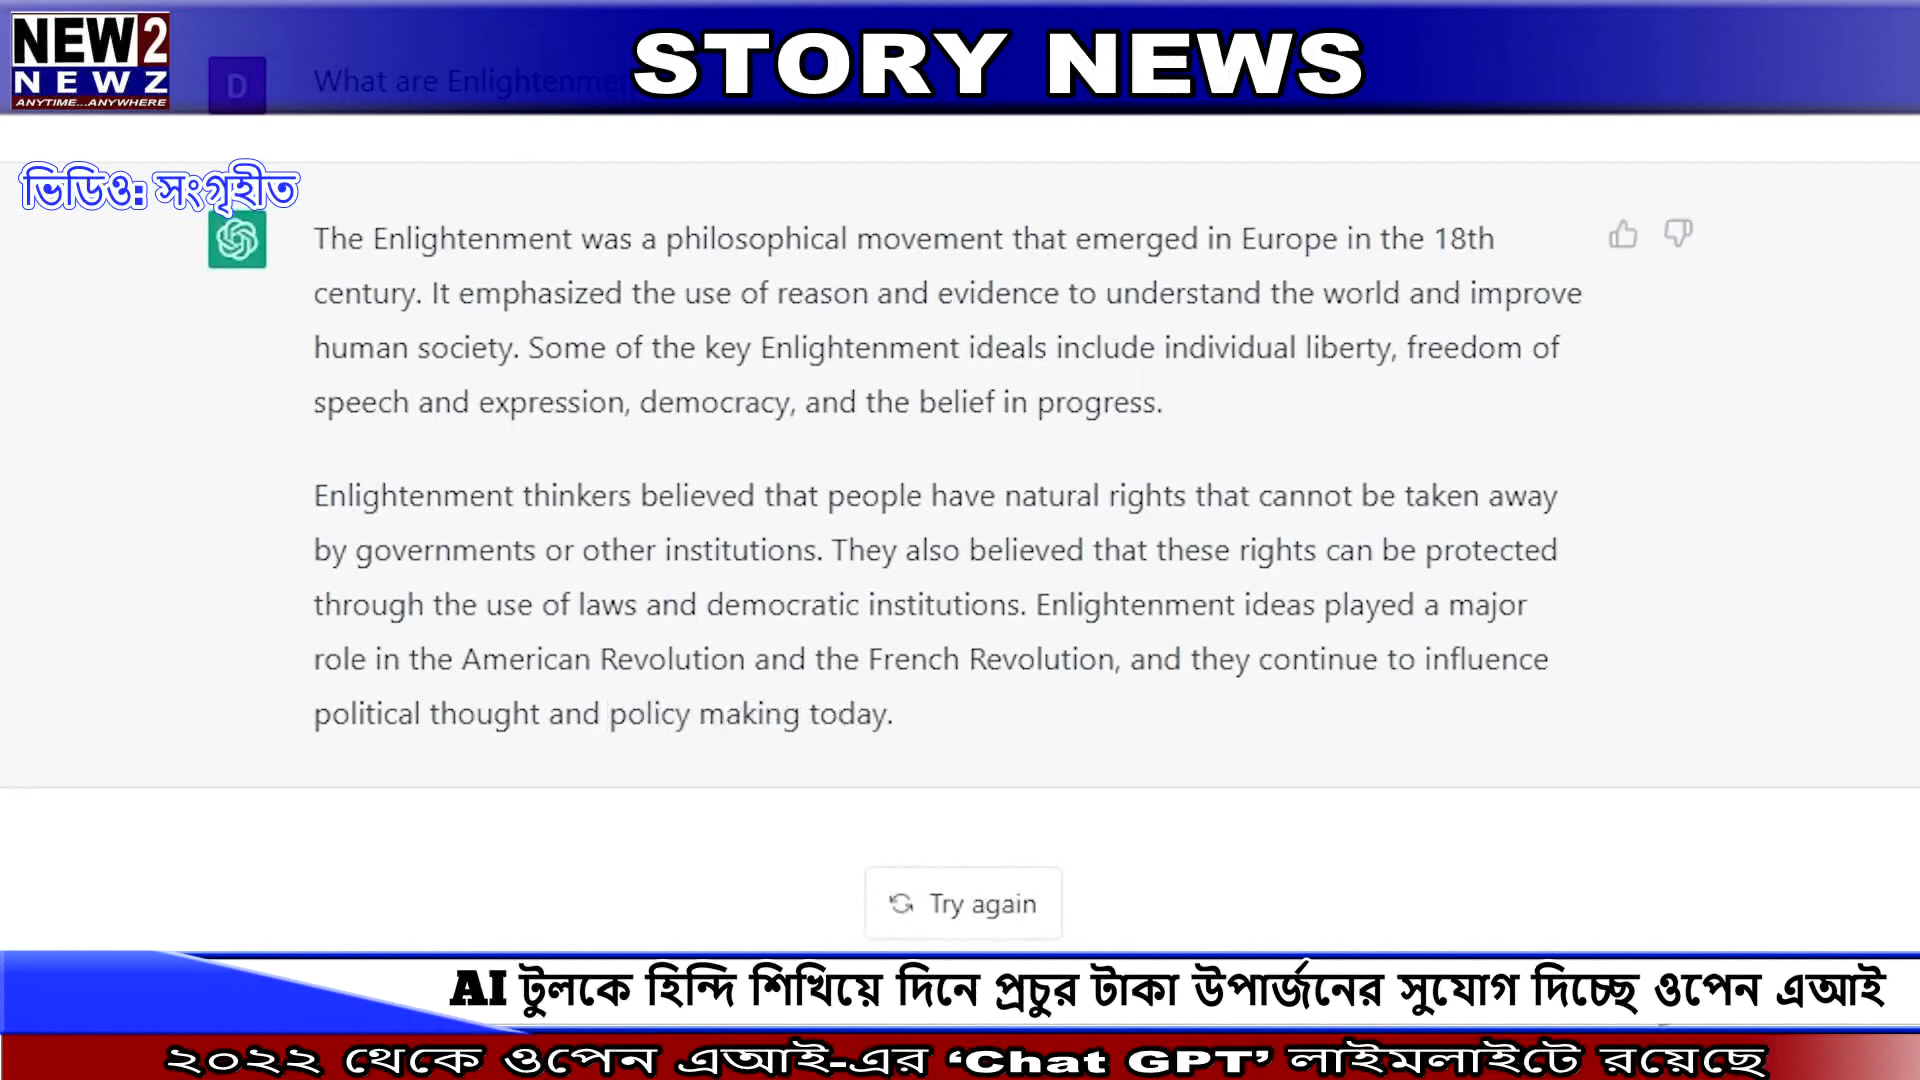 NEW2
NEWZ
ANYTIME...ANYWHERE
STORY NEWS
D
What are Enlightenme
ভিডিও: সংগৃহীত
The Enlightenment was a philosophical movement that emerged in Europe in the 18th
century. It emphasized the use of reason and evidence to understand the world and improve
human society. Some of the key Enlightenment ideals include individual liberty, freedom of
speech and expression, democracy, and the belief in progress.
Enlightenment thinkers believed that people have natural rights that cannot be taken away
by governments or other institutions. They also believed that these rights can be protected
through the use of laws and democratic institutions. Enlightenment ideas played a major
role in the American Revolution and the French Revolution, and they continue to influence
political thought and policy making today.
Try again
AI টুলকে হিন্দি শিখিয়ে দিনে প্রচুর টাকা উপার্জনের সুযোগ দিচ্ছে ওপেন এআই
২০২২ থেকে ওপেন এআই-এর ‘Chat GPT’ লাইমলাইটে রয়েছে